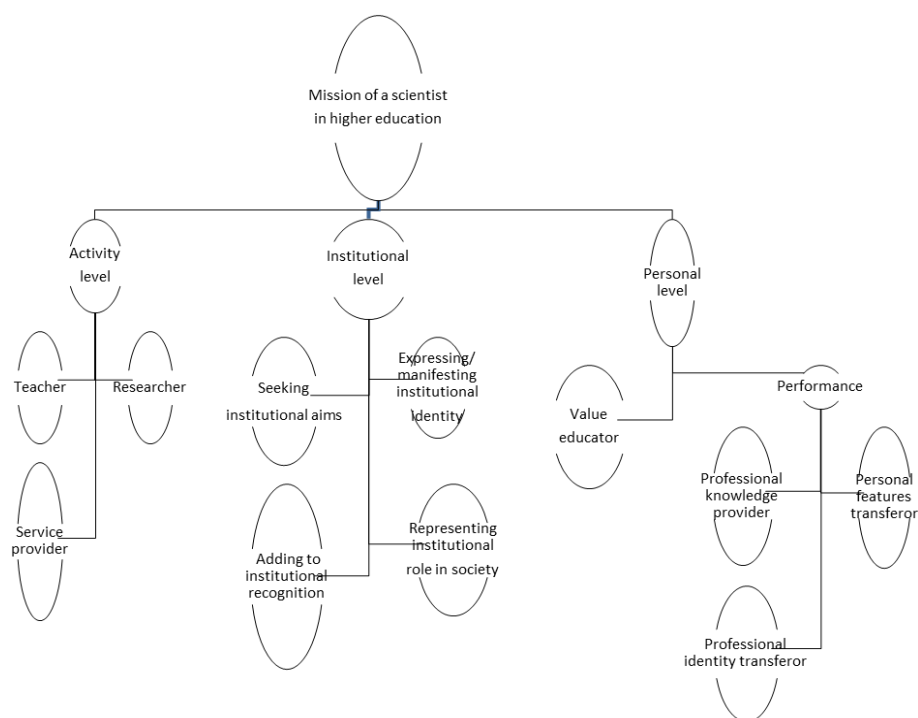 Mission of a scientist
in higher education
Activity
level
Institutional
level
Personal
level
Teacher
Researcher
Seeking
institutional aims
Expressing/
manifesting
institutional
identity
Value
educator
Performance
Service
provider
Adding to
institutional
recognition
Representing
institutional
role in society
Professional
knowledge
provider
Personal
features
transferor
Professional
identity transferor